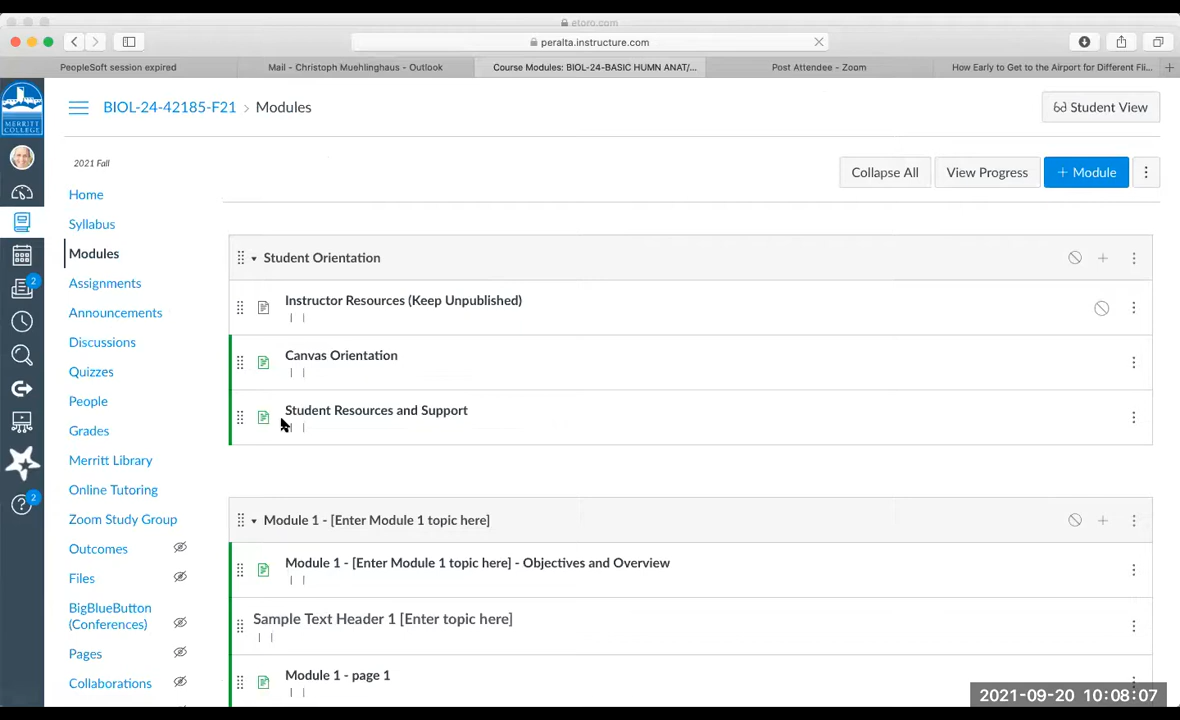 etoro.com
peralta.instructure.com
PeopleSoft session expired
Mail - Christoph Muehlinghaus - Outlook
Course Modules: BIOL-24-BASIC HUMN ANAT/...
Post Attendee - Zoom
How Early to Get to the Airport for Different Fli...
MERRITT
COLLEGE
BIOL-24-42185-F21 > Modules
Student View
2021 Fall
Collapse All
View Progress
+ Module
Home
Syllabus
Modules
Assignments
Announcements
Discussions
Quizzes
People
Grades
Merritt Library
Online Tutoring
Zoom Study Group
Outcomes
Files
BigBlueButton
(Conferences)
Pages
Collaborations
2
2
Student Orientation
Instructor Resources (Keep Unpublished)
| |
Canvas Orientation
| |
Student Resources and Support
| |
Module 1 - [Enter Module 1 topic here]
Module 1 - [Enter Module 1 topic here] - Objectives and Overview
| |
Sample Text Header 1 [Enter topic here]
| |
Module 1 - page 1
| |
2021-09-20 10:08:07